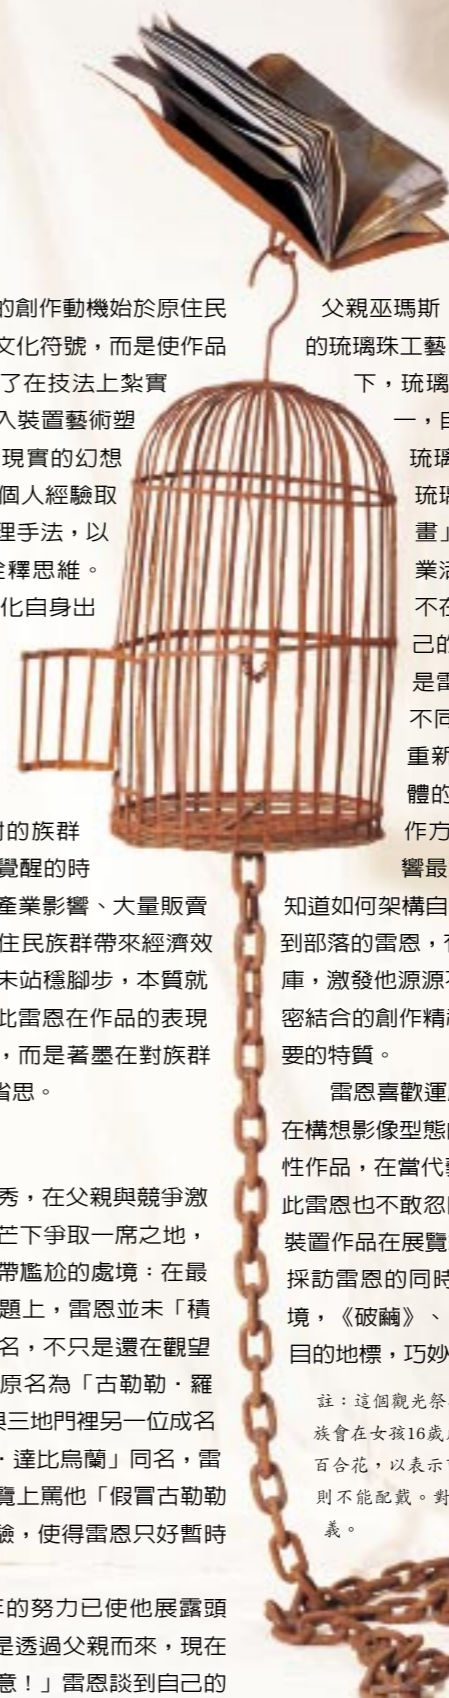 的創作動機始於原住民
文化符號，而是使作品
了在技法上紮實
入裝置藝術塑
現實的幻想
個人經驗取
理手法，以
詮釋思維。
化自身出
的族群
覺醒的時
產業影響、大量販賣
住民族群帶來經濟效
未站穩腳步，本質就
此雷恩在作品的表現
，而是著墨在對族群
省思。
秀，在父親與競爭激
芒下爭取一席之地，
帶尷尬的處境：在最
題上，雷恩並未「積
名，不只是還在觀望
原名為「古勒勒．羅
與三地門裡另一位成名
．達比烏蘭」同名，雷
覽上罵他「假冒古勒勒
驗，使得雷恩只好暫時
年的努力已使他展露頭
是透過父親而來，現在
意！」雷恩談到自己的
父親巫瑪斯
的琉璃珠工藝
下，琉璃
一，目
琉璃
琉璃
畫」
業活
不在
己的
是雷
不同
重新
體的
作方
響最
知道如何架構自
到部落的雷恩，
庫，激發他源源不
密結合的創作精
要的特質。
雷恩喜歡運
在構想影像型態
性作品，在當代
此雷恩也不敢忽
裝置作品在展覽
採訪雷恩的同時
境，《破繭》、
目的地標，巧妙
註：這個觀光祭
族會在女孩16歲
百合花，以表示
則不能配戴。對
義。